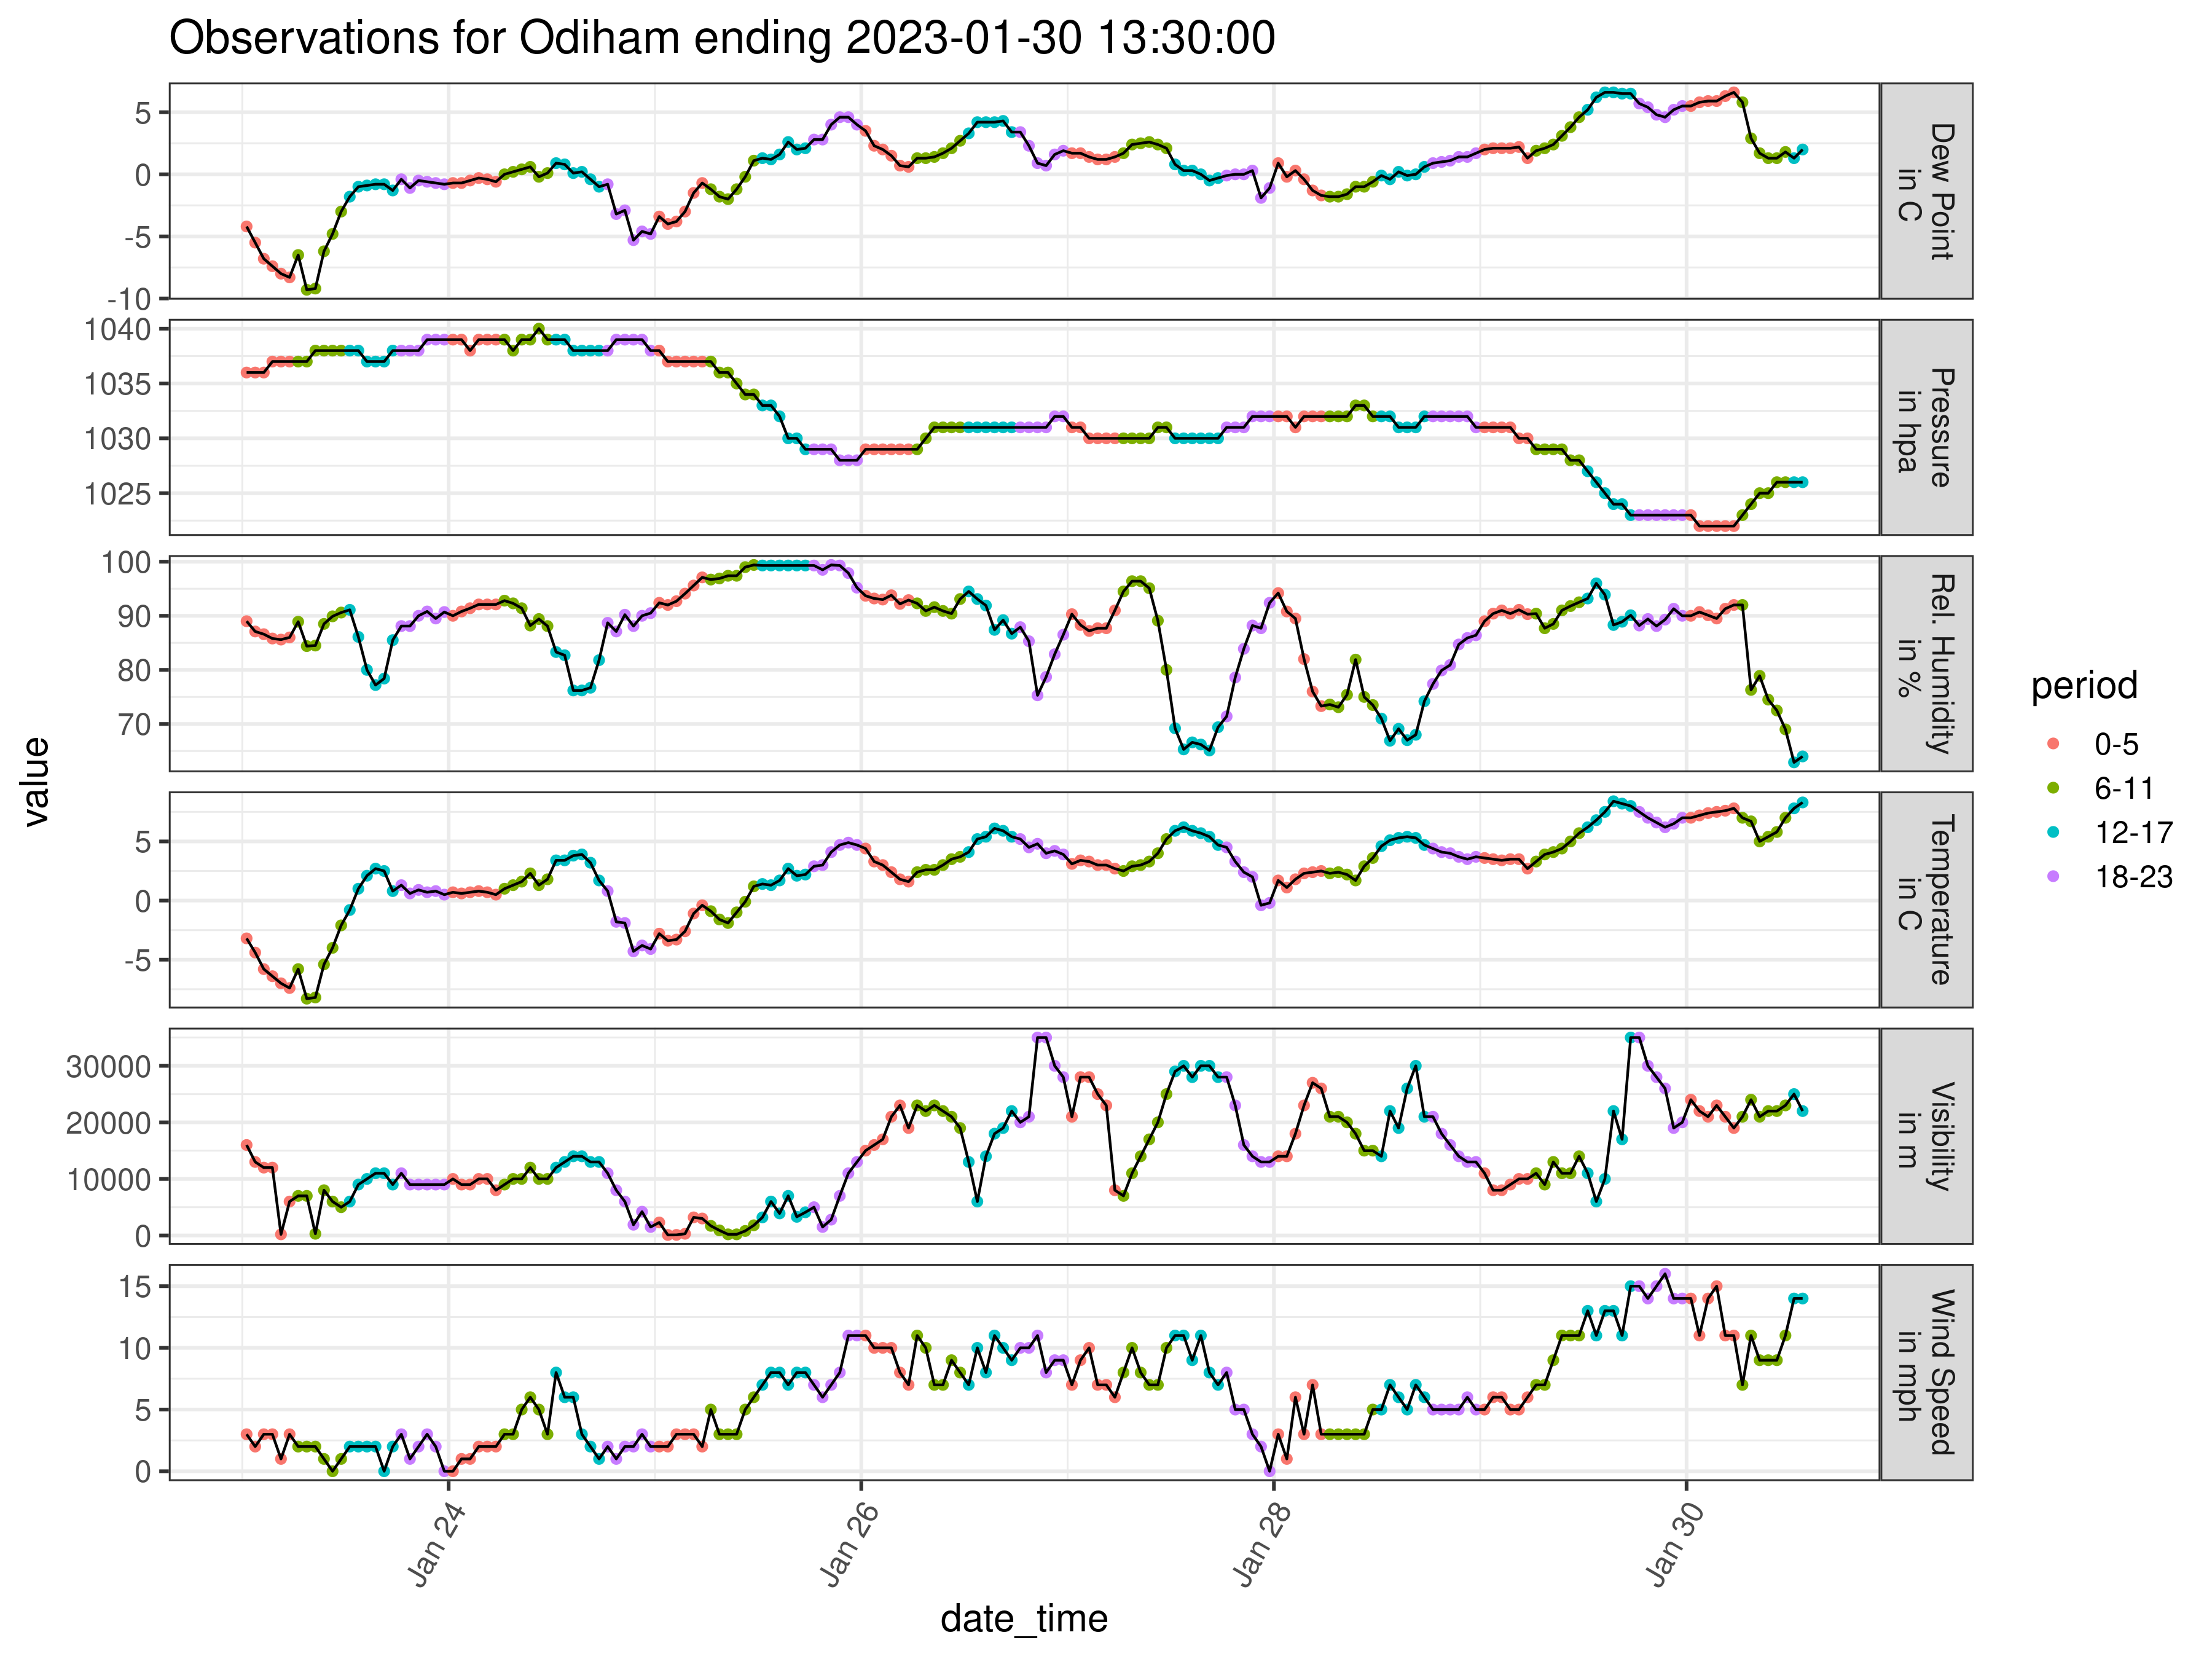 Observations for Odiham ending 2023-01-30 13:30:00
value
5
0
-5
-10
Dew Point
in C
1040
1035
1030
1025
Pressure
in hpa
100
90
80
70
Rel. Humidity
in %
5
0
-5
Temperature
in C
30000
20000
10000
0
Visibility
in m
15
10
5
0
Wind Speed
in mph
Jan 24
Jan 26
Jan 28
Jan 30
date_time
period
0-5
6-11
12-17
18-23